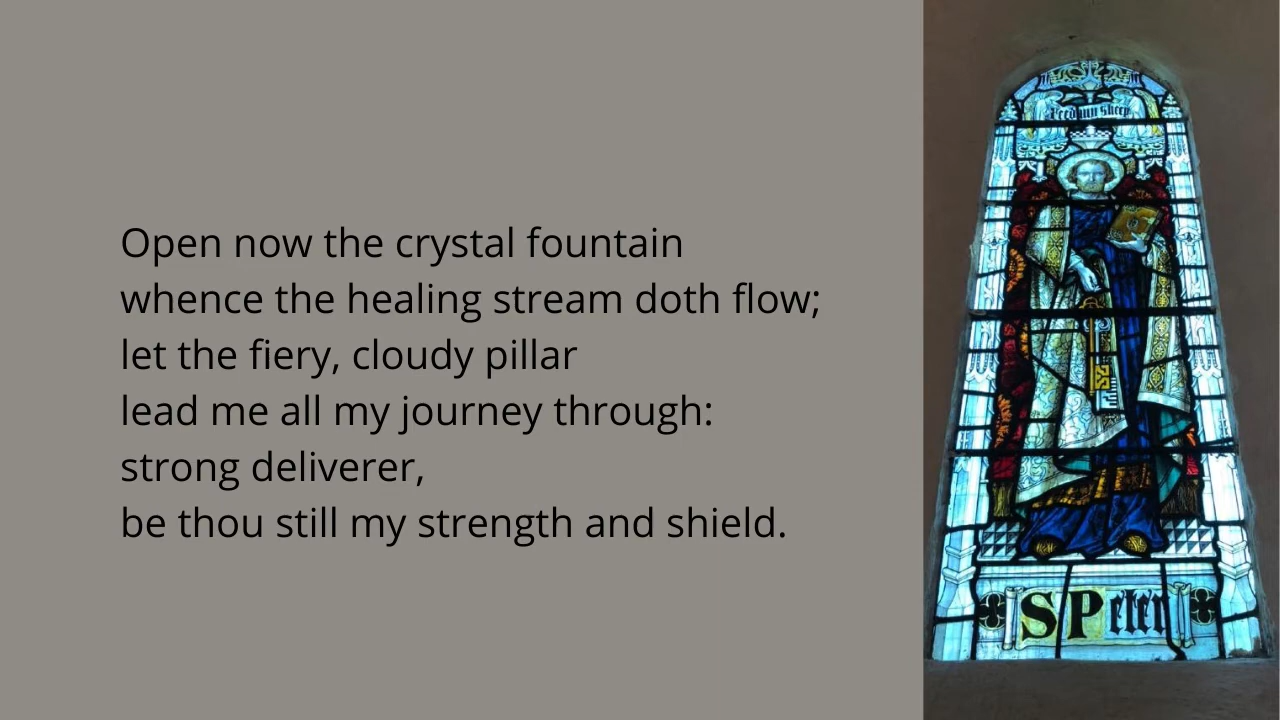 Open now the crystal fountain
whence the healing stream doth flow;
let the fiery, cloudy pillar
lead me all my journey through:
strong deliverer,
be thou still my strength and shield.
Feed my sheep
S Peter